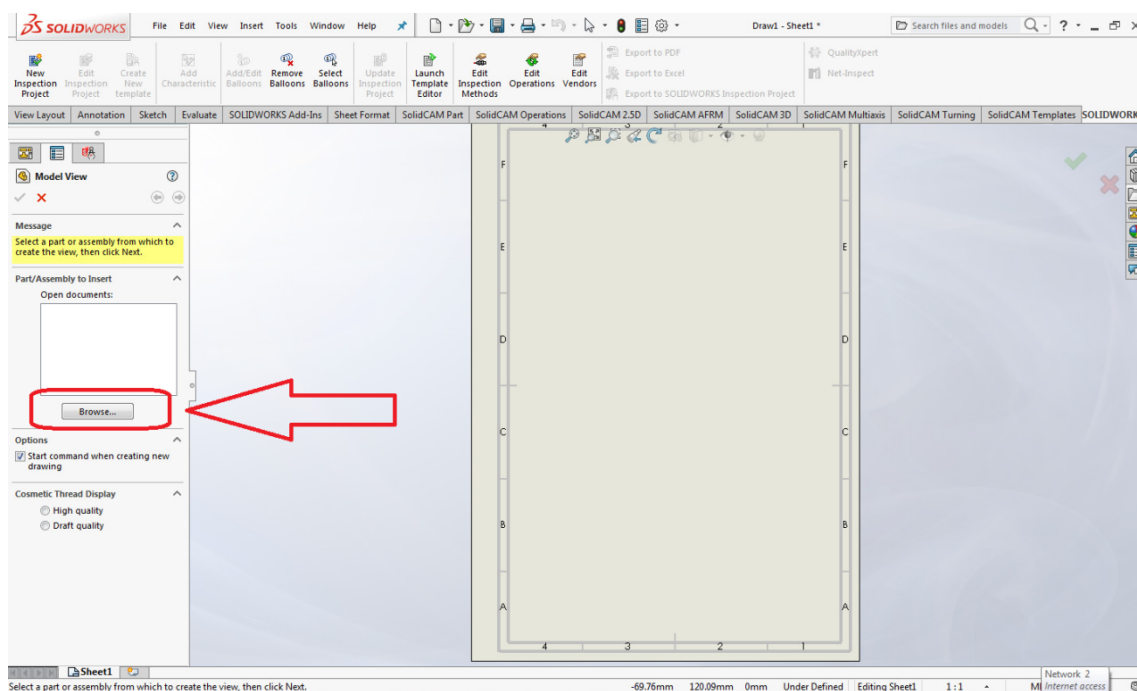 SOLIDWORKS File Edit View Insert Tools Window Help Draw1 - Sheet1 * Search files and models ?
New Inspection Project
Edit Inspection Project
Create New template
Add Characteristic
Add/Edit Balloons
Remove Balloons
Select Balloons
Update Inspection Project
Launch Template Editor
Edit Inspection Methods
Edit Operations
Edit Vendors
Export to PDF
Export to Excel
Export to SOLIDWORKS Inspection Project
QualityXpert
Net-Inspect
View Layout Annotation Sketch Evaluate SOLIDWORKS Add-Ins Sheet Format SolidCAM Part SolidCAM Operations SolidCAM 2.5D SolidCAM AFRM SolidCAM 3D SolidCAM Multiaxis SolidCAM Turning SolidCAM Templates SOLIDWORK
Model View
Message
Select a part or assembly from which to
create the view, then click Next.
Part/Assembly to Insert
Open documents:
Browse...
Options
Start command when creating new
drawing
Cosmetic Thread Display
High quality
Draft quality
4 3 2
F F
E E
D D
C C
B B
A A
4 3 2 1
Sheet1
Network 2
Internet access
Select a part or assembly from which to create the view, then click Next. -69.76mm 120.09mm 0mm Under Defined Editing Sheet1 1:1